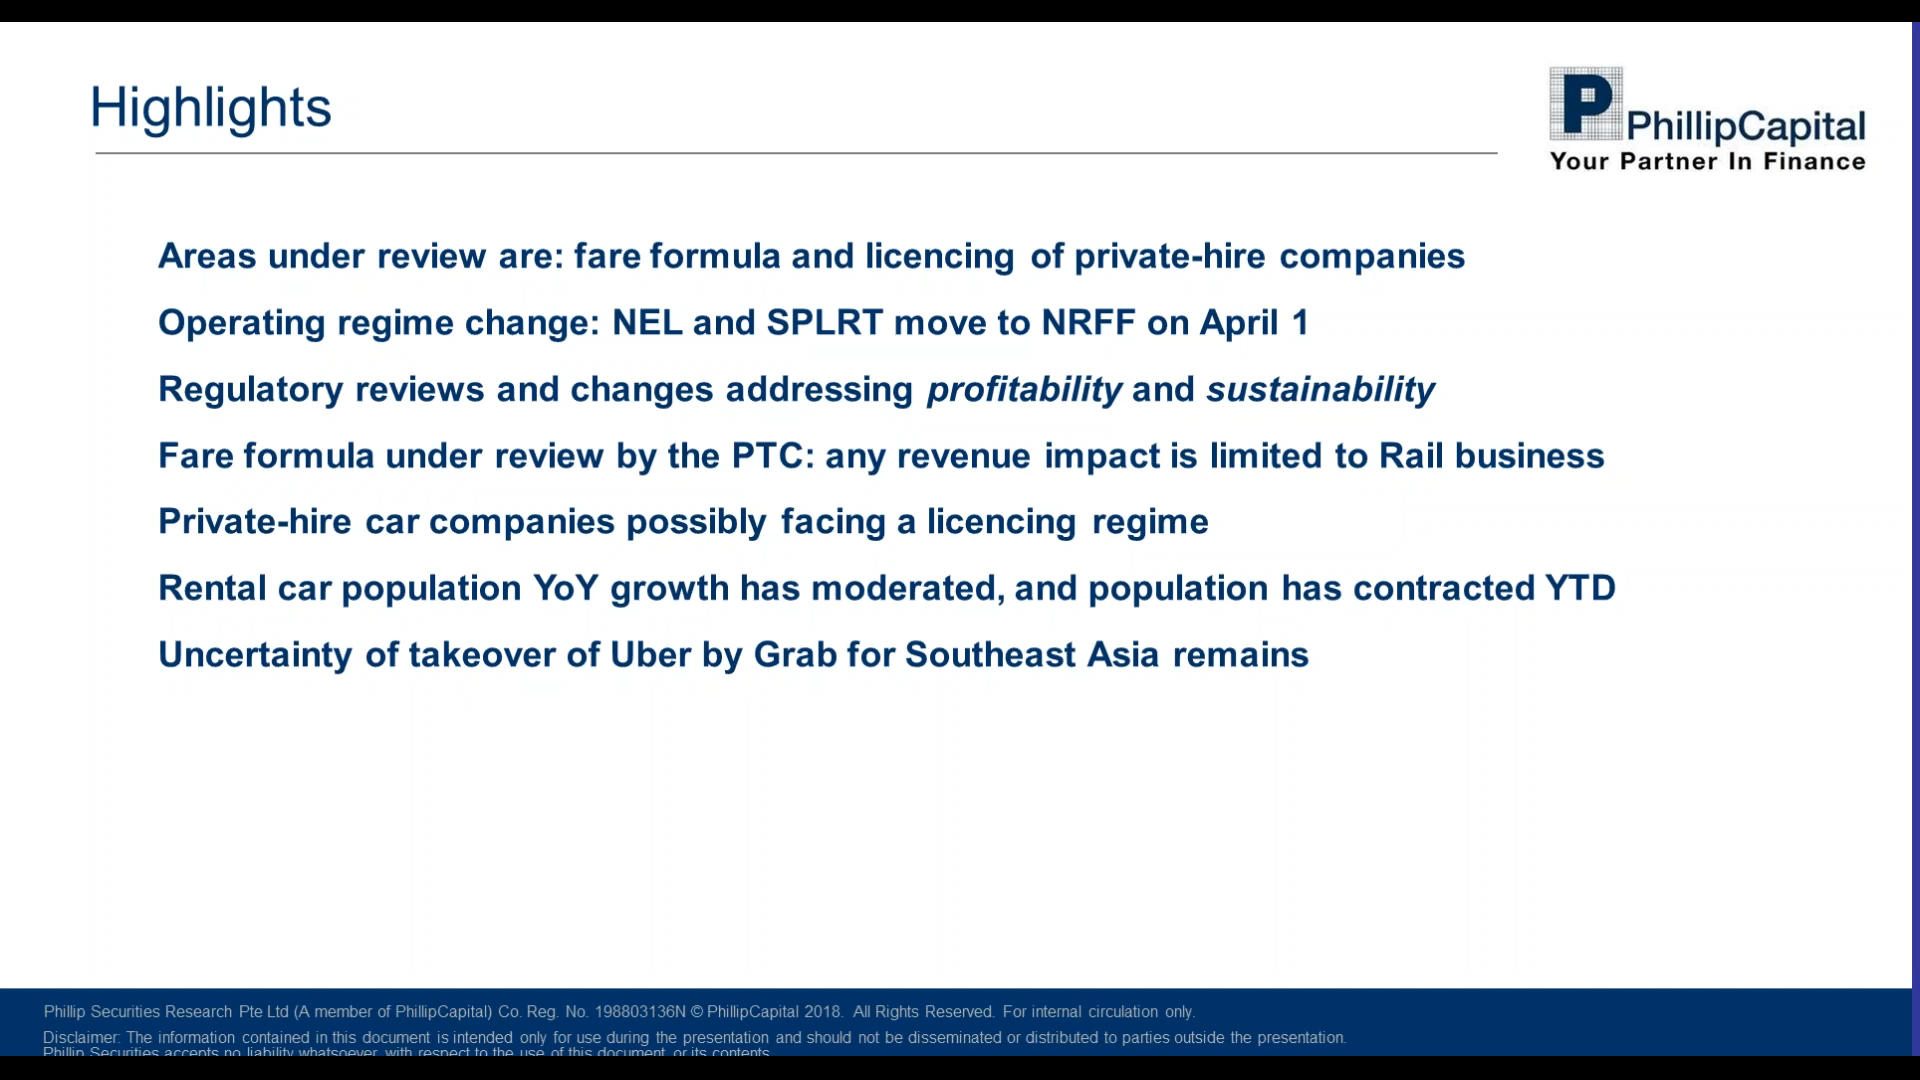 Highlights
P PhillipCapital
Your Partner In Finance
Areas under review are: fare formula and licencing of private-hire companies
Operating regime change: NEL and SPLRT move to NRFF on April 1
Regulatory reviews and changes addressing profitability and sustainability
Fare formula under review by the PTC: any revenue impact is limited to Rail business
Private-hire car companies possibly facing a licencing regime
Rental car population YoY growth has moderated, and population has contracted YTD
Uncertainty of takeover of Uber by Grab for Southeast Asia remains
Phillip Securities Research Pte Ltd (A member of PhillipCapital) Co. Reg. No. 198803136N © PhillipCapital 2018. All Rights Reserved. For internal circulation only.
Disclaimer: The information contained in this document is intended only for use during the presentation and should not be disseminated or distributed to parties outside the presentation.
Phillip Securities accepts no liability whatsoever with respect to the use of this document or its contents.